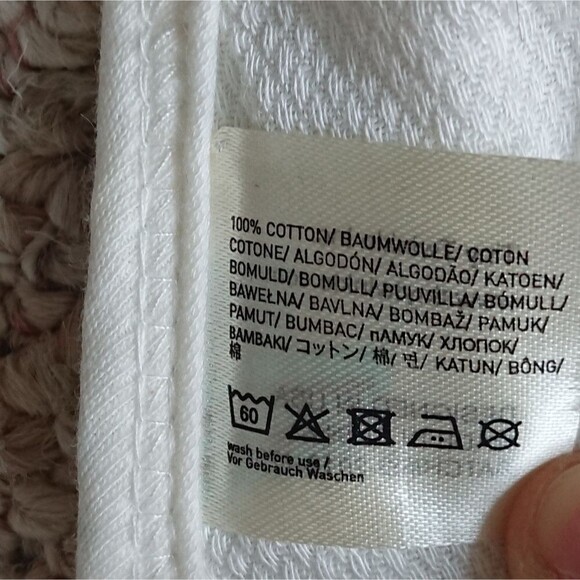 100% COTTON/ BAUMWOLLE/ COTON
COTONE/ ALGODÓN/ ALGODÃO/ KATOEN/
BOMULD/ BOMULL/ PUUVILLA/ BÓMULL/
BAWEŁNA/ BAVLNA/ BOMBAŽ/ PAMUK/
PAMUT/ BUMBAC/ пАМУК/ ХЛОПОК/
BAMBAKI/ コットン/ 棉/ 면/ KATUN/ BÔNG/
棉
60
wash before use /
Vor Gebrauch Waschen